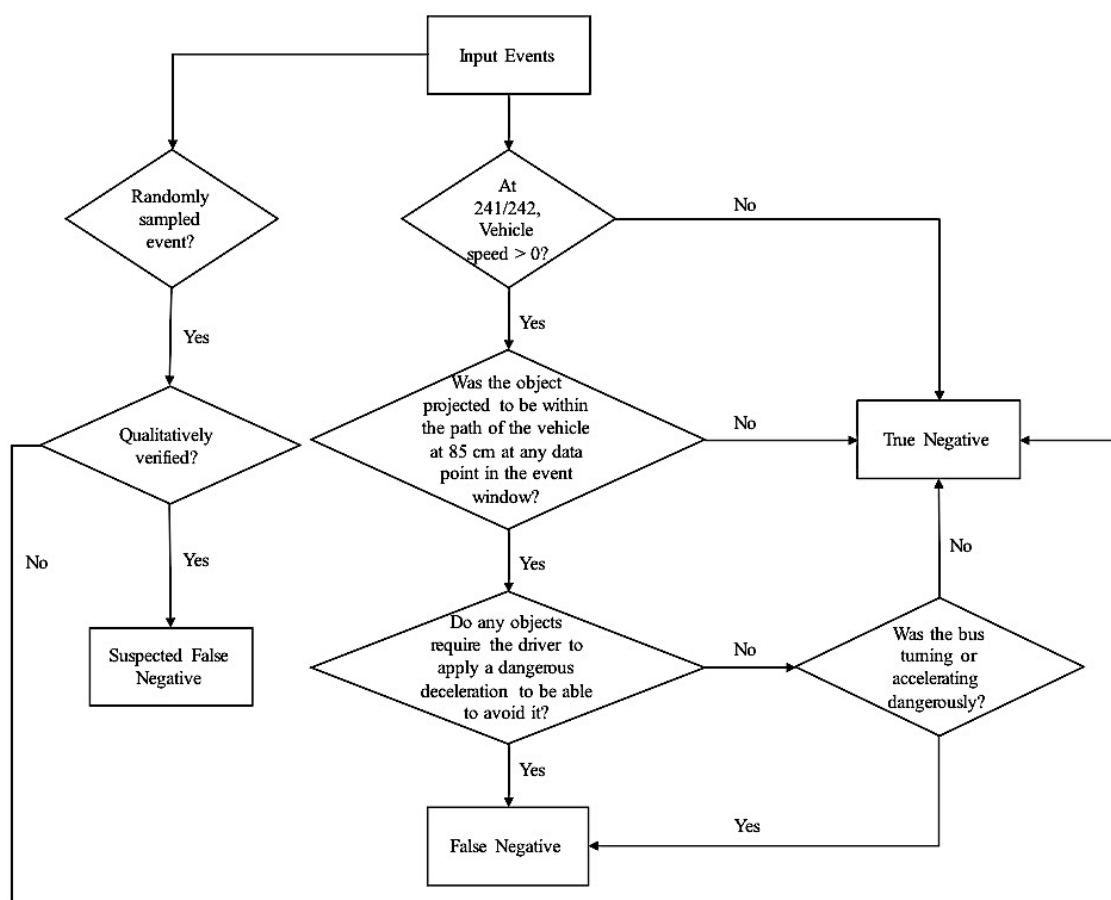 Input Events
Randomly
sampled
event?
At
241/242,
Vehicle
speed > 0?
No
Yes
Yes
Was the object
projected to be within
the path of the vehicle
at 85 cm at any data
point in the event
window?
No
True Negative
Qualitatively
verified?
No
Yes
Yes
No
Suspected False
Negative
Do any objects
require the driver to
apply a dangerous
deceleration to be able
to avoid it?
No
Was the bus
turning or
accelerating
dangerously?
Yes
False Negative
Yes